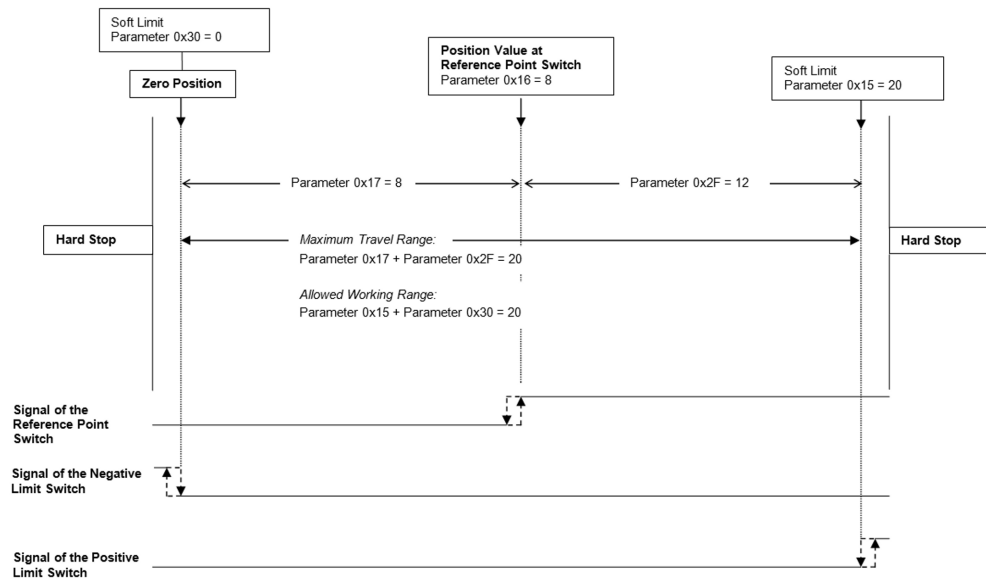 Soft Limit
Parameter 0x30 = 0
Zero Position
Position Value at
Reference Point Switch
Parameter 0x16 = 8
Soft Limit
Parameter 0x15 = 20
Parameter 0x17 = 8
Parameter 0x2F = 12
Hard Stop
Maximum Travel Range:
Parameter 0x17 + Parameter 0x2F = 20
Hard Stop
Allowed Working Range:
Parameter 0x15 + Parameter 0x30 = 20
Signal of the
Reference Point
Switch
Signal of the Negative
Limit Switch
Signal of the Positive
Limit Switch